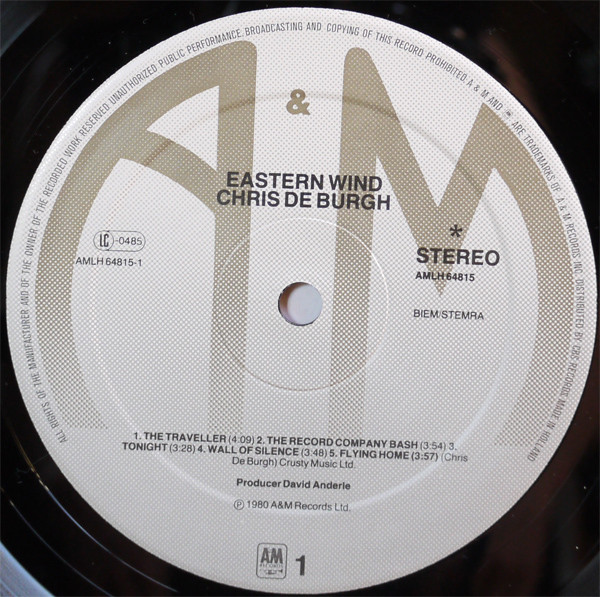 ALL RIGHTS OF THE MANUFACTURER AND OF THE OWNER OF THE RECORDED WORK RESERVED UNAUTHORIZED PUBLIC PERFORMANCE BROADCASTING AND COPYING OF THIS RECORD PROHIBITED A & M AND * ARE TRADEMARKS OF A & M RECORDS INC. DISTRIBUTED BY CBS RECORDS MADE IN HOLLAND
A & M
EASTERN WIND
CHRIS DE BURGH
LC -0485
AMLH 64815-1
*
STEREO
AMLH 64815
BIEM/STEMRA
1. THE TRAVELLER (4:09) 2. THE RECORD COMPANY BASH (3:54) 3.
TONIGHT (3:28) 4. WALL OF SILENCE (3:48) 5. FLYING HOME (3:57) (Chris
De Burgh) Crusty Music Ltd.
Producer David Anderle
℗ 1980 A&M Records Ltd.
AM
RECORDS
1